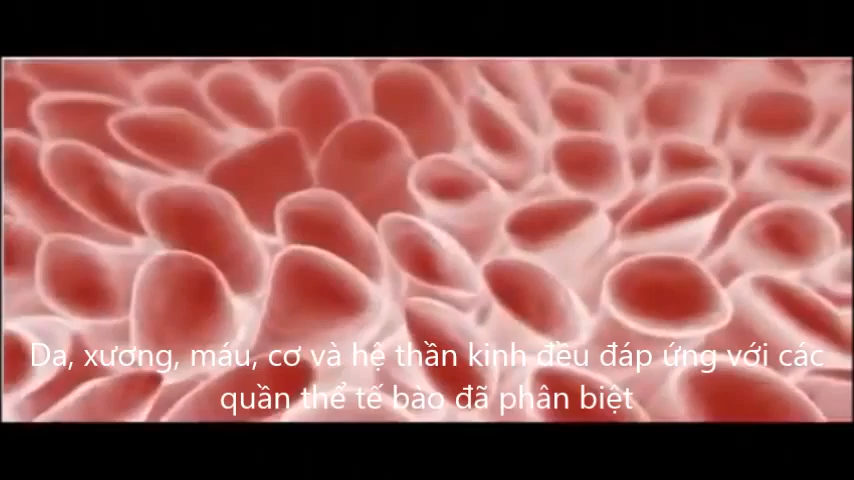 Da, xương, máu, cơ và hệ thần kinh đều đáp ứng với các
quần thể tế bào đã phân biệt